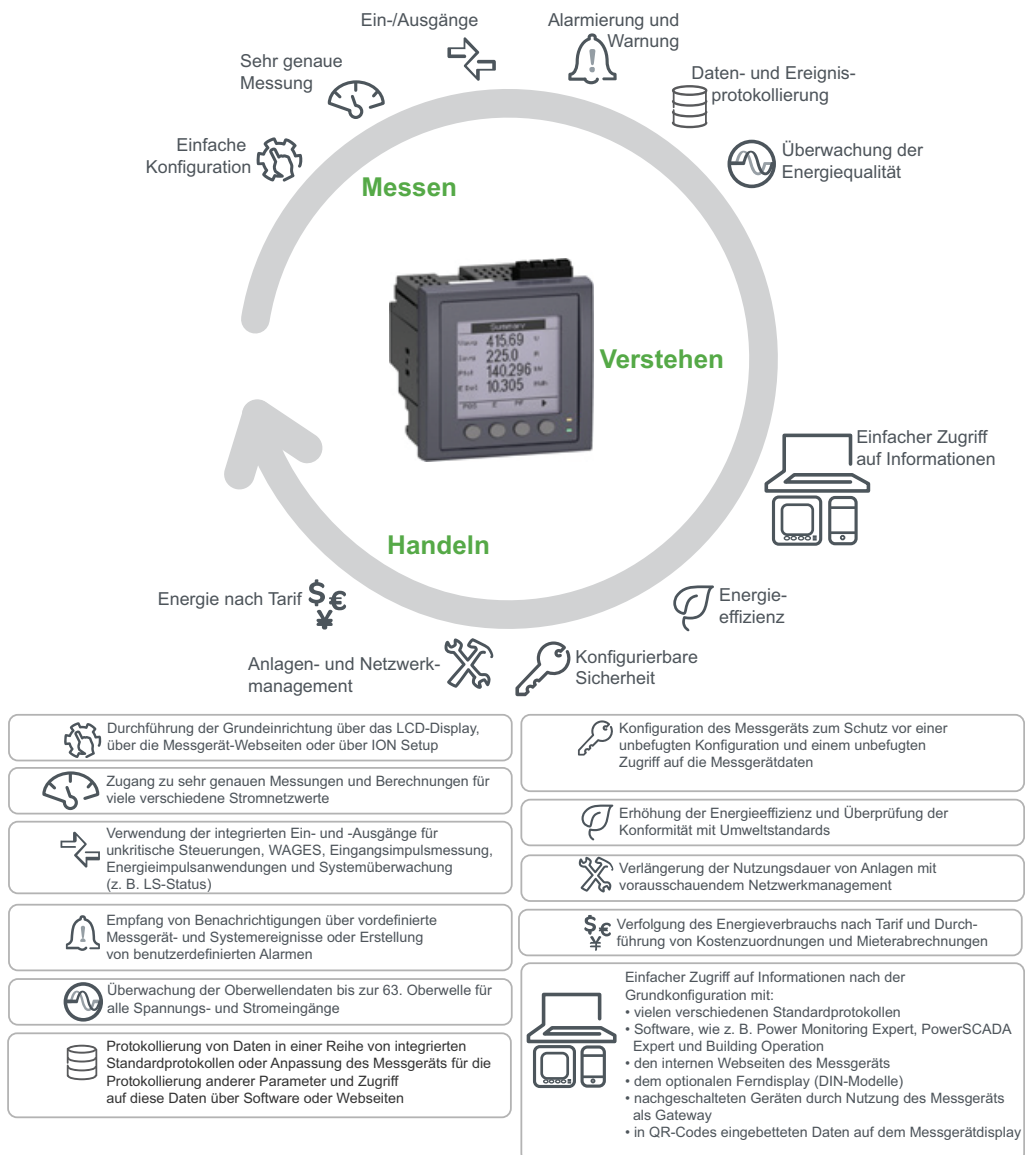 Ein-/Ausgänge
Alarmierung und
Warnung
Sehr genaue
Messung
Daten- und Ereignis-
protokollierung
Einfache
Konfiguration
Überwachung der
Energiequalität
Messen
Summary
Vavg 415.69 V
Iavg 225.0 A
Ptot 140.296 kW
E Del 10.305 MWh
PQS E PF
Verstehen
Einfacher Zugriff
auf Informationen
Handeln
Energie nach Tarif $ € ¥
Energie-
effizienz
Anlagen- und Netzwerk-
management
Konfigurierbare
Sicherheit
Durchführung der Grundeinrichtung über das LCD-Display,
über die Messgerät-Webseiten oder über ION Setup
Zugang zu sehr genauen Messungen und Berechnungen für
viele verschiedene Stromnetzwerte
Verwendung der integrierten Ein- und -Ausgänge für
unkritische Steuerungen, WAGES, Eingangsimpulsmessung,
Energieimpulsanwendungen und Systemüberwachung
(z. B. LS-Status)
Empfang von Benachrichtigungen über vordefinierte
Messgerät- und Systemereignisse oder Erstellung
von benutzerdefinierten Alarmen
Überwachung der Oberwellendaten bis zur 63. Oberwelle für
alle Spannungs- und Stromeingänge
Protokollierung von Daten in einer Reihe von integrierten
Standardprotokollen oder Anpassung des Messgeräts für die
Protokollierung anderer Parameter und Zugriff
auf diese Daten über Software oder Webseiten
Konfiguration des Messgeräts zum Schutz vor einer
unbefugten Konfiguration und einem unbefugten
Zugriff auf die Messgerätdaten
Erhöhung der Energieeffizienz und Überprüfung der
Konformität mit Umweltstandards
Verlängerung der Nutzungsdauer von Anlagen mit
vorausschauendem Netzwerkmanagement
$ € ¥ Verfolgung des Energieverbrauchs nach Tarif und Durch-
führung von Kostenzuordnungen und Mieterabrechnungen
Einfacher Zugriff auf Informationen nach der
Grundkonfiguration mit:
• vielen verschiedenen Standardprotokollen
• Software, wie z. B. Power Monitoring Expert, PowerSCADA
Expert und Building Operation
• den internen Webseiten des Messgeräts
• dem optionalen Ferndisplay (DIN-Modelle)
• nachgeschalteten Geräten durch Nutzung des Messgeräts
als Gateway
• in QR-Codes eingebetteten Daten auf dem Messgerätdisplay